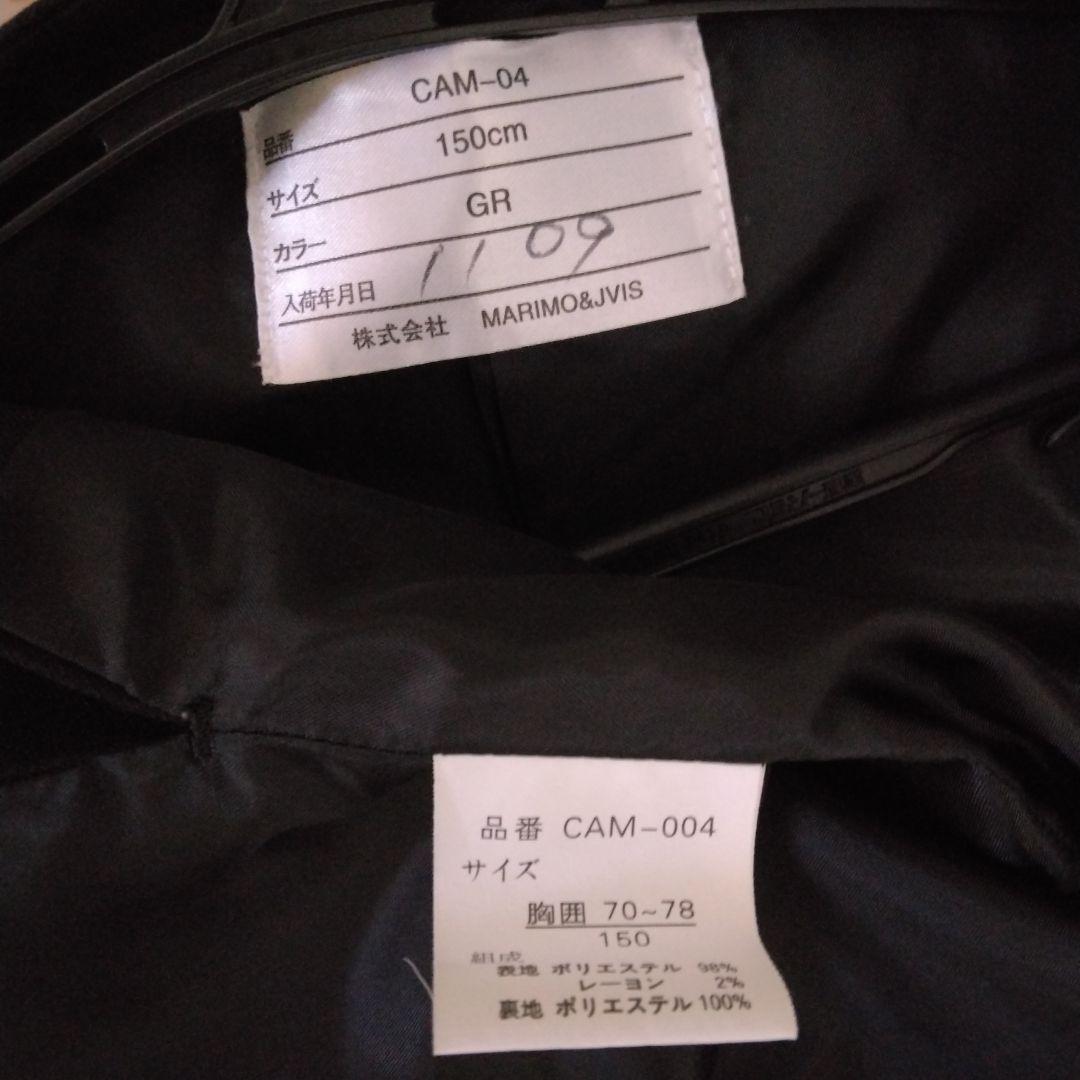 品番 CAM-04
サイズ 150cm
カラー GR
入荷年月日 11 09
株式会社 MARIMO&JVIS
品番 CAM-004
サイズ
胸囲 70~78
150
組成
表地 ポリエステル 98%
レーヨン 2%
裏地 ポリエステル 100%